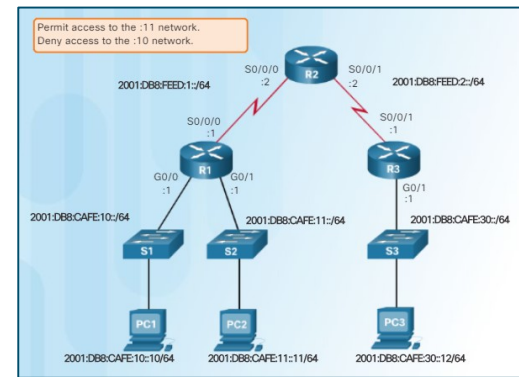 Permit access to the :11 network.
Deny access to the :10 network.
S0/0/0
:2
R2
S0/0/1
:2
2001:DB8:FEED:1::/64
2001:DB8:FEED:2::/64
S0/0/0
:1
S0/0/1
:1
R1
R3
G0/0
:1
G0/1
:1
G0/1
:1
2001:DB8:CAFE:10::/64
2001:DB8:CAFE:11::/64
2001:DB8:CAFE:30::/64
S1
S2
S3
PC1
PC2
PC3
2001:DB8:CAFE:10::10/64
2001:DB8:CAFE:11::11/64
2001:DB8:CAFE:30::12/64